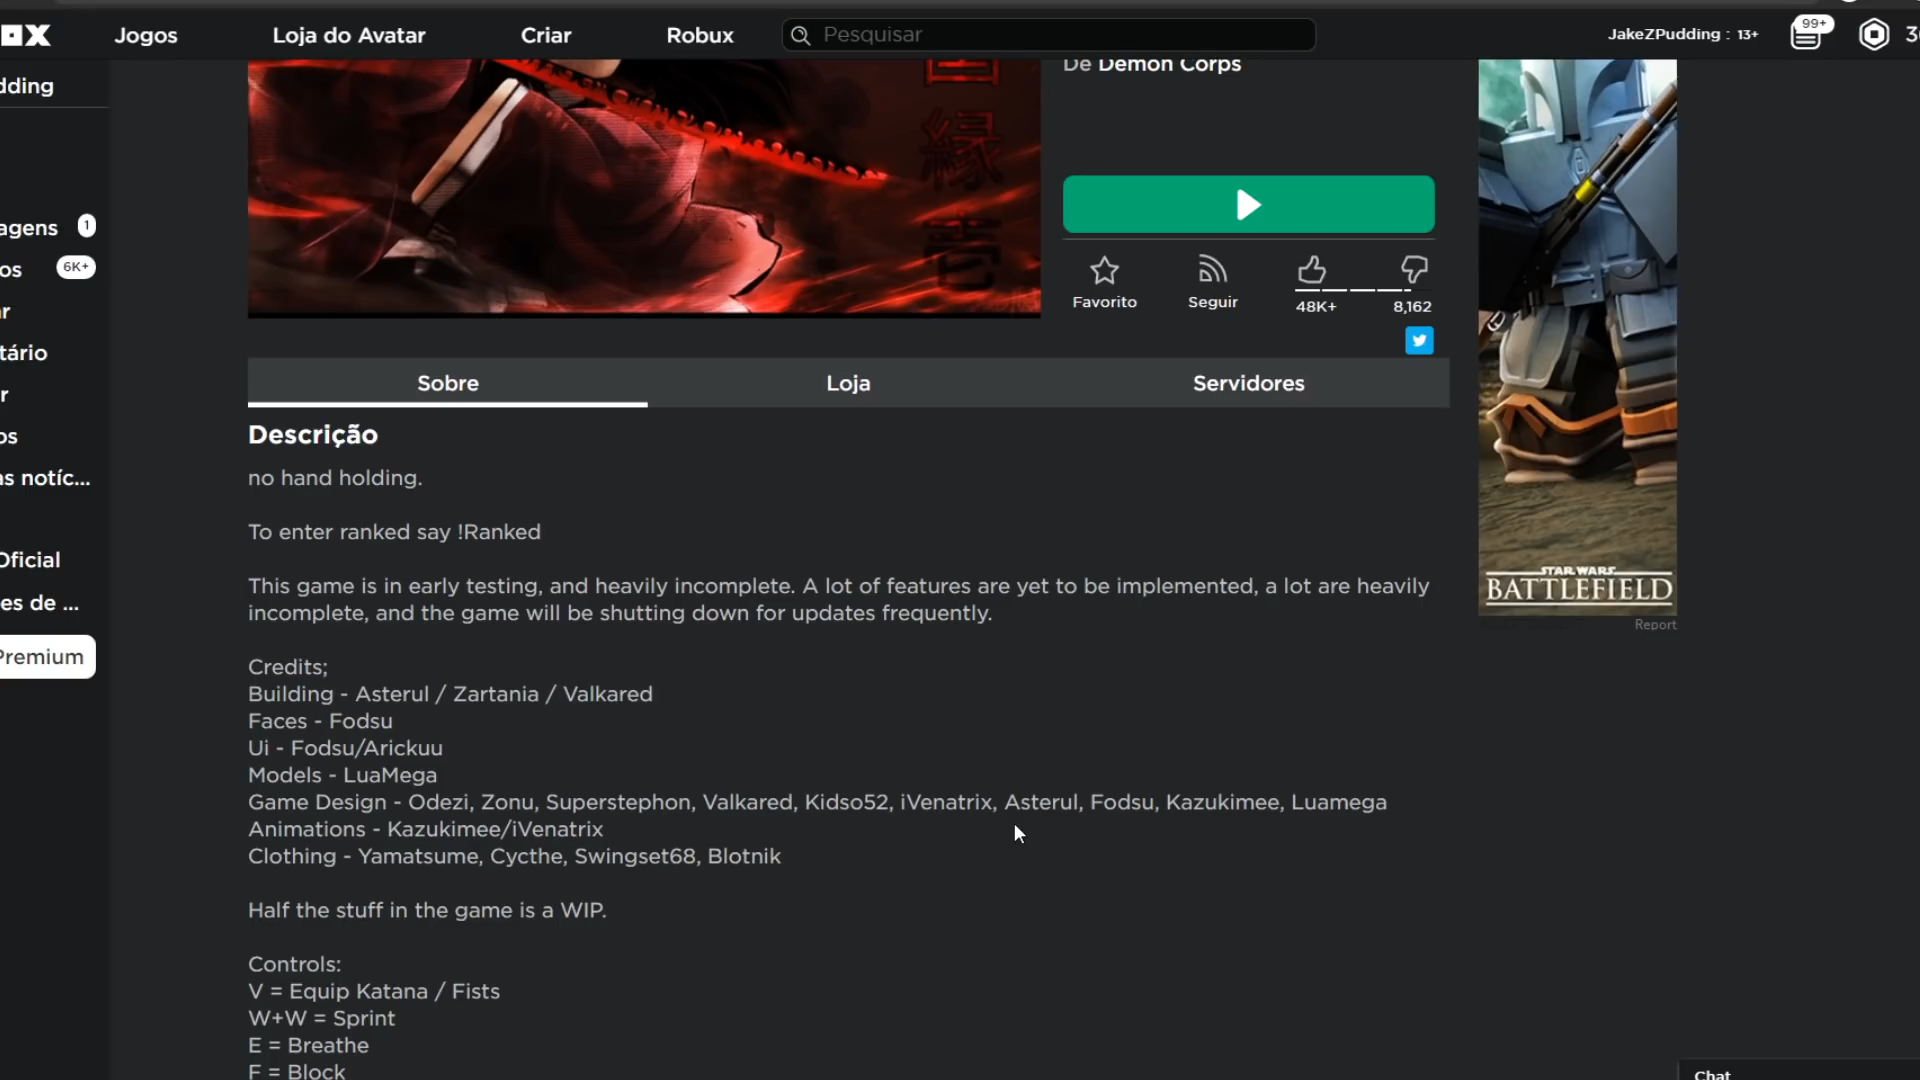 OX Jogos Loja do Avatar Criar Robux Pesquisar JakeZPudding : 13+ 99+
dding
agens 1
os 6K+
r
tário
r
os
as notíc...
Oficial
es de ...
Premium
国
縁
壱
De Demon Corps
Favorito Seguir 48K+ 8,162
Sobre Loja Servidores
Descrição
no hand holding.
To enter ranked say !Ranked
This game is in early testing, and heavily incomplete. A lot of features are yet to be implemented, a lot are heavily
incomplete, and the game will be shutting down for updates frequently.
Credits;
Building - Asterul / Zartania / Valkared
Faces - Fodsu
Ui - Fodsu/Arickuu
Models - LuaMega
Game Design - Odezi, Zonu, Superstephon, Valkared, Kidso52, iVenatrix, Asterul, Fodsu, Kazukimee, Luamega
Animations - Kazukimee/iVenatrix
Clothing - Yamatsume, Cycthe, Swingset68, Blotnik
Half the stuff in the game is a WIP.
Controls:
V = Equip Katana / Fists
W+W = Sprint
E = Breathe
F = Block
STAR WARS
BATTLEFIELD
Report
Chat